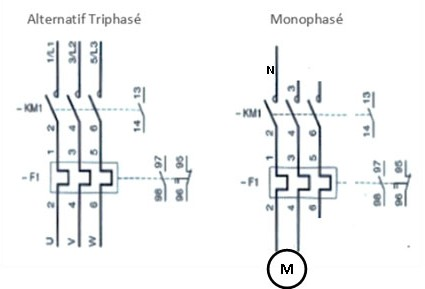 Alternatif Triphasé
1/L1 3/L2 5/L3
- KM1
13
14
2 4 6
1 3 5
- F1
97 95
98 96
2 4 6
U V W
Monophasé
N
3
-KM1
13
14
2 4 6
1 3 5
- F1
97 95
98 96
2 4 6
M